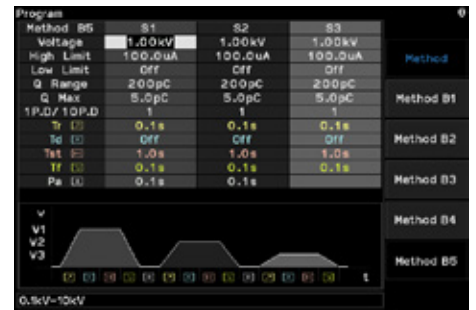 Program
Method B5 S1 S2 S3
Voltage 1.00kV 1.00kV 1.00kV
High Limit 100.0uA 100.0uA 100.0uA
Low Limit Off Off Off
Q Range 200pC 200pC 200pC
Q Max 5.0pC 5.0pC 5.0pC
1P.D/10P.D 1 1 1
Tr 0.1s 0.1s 0.1s
Td Off Off Off
Tst 1.0s 1.0s 1.0s
Tf 0.1s 0.1s 0.1s
Pa 0.1s 0.1s
Method
Method B1
Method B2
Method B3
Method B4
Method B5
V
V1
V2
V3
t
0.1kV-10kV